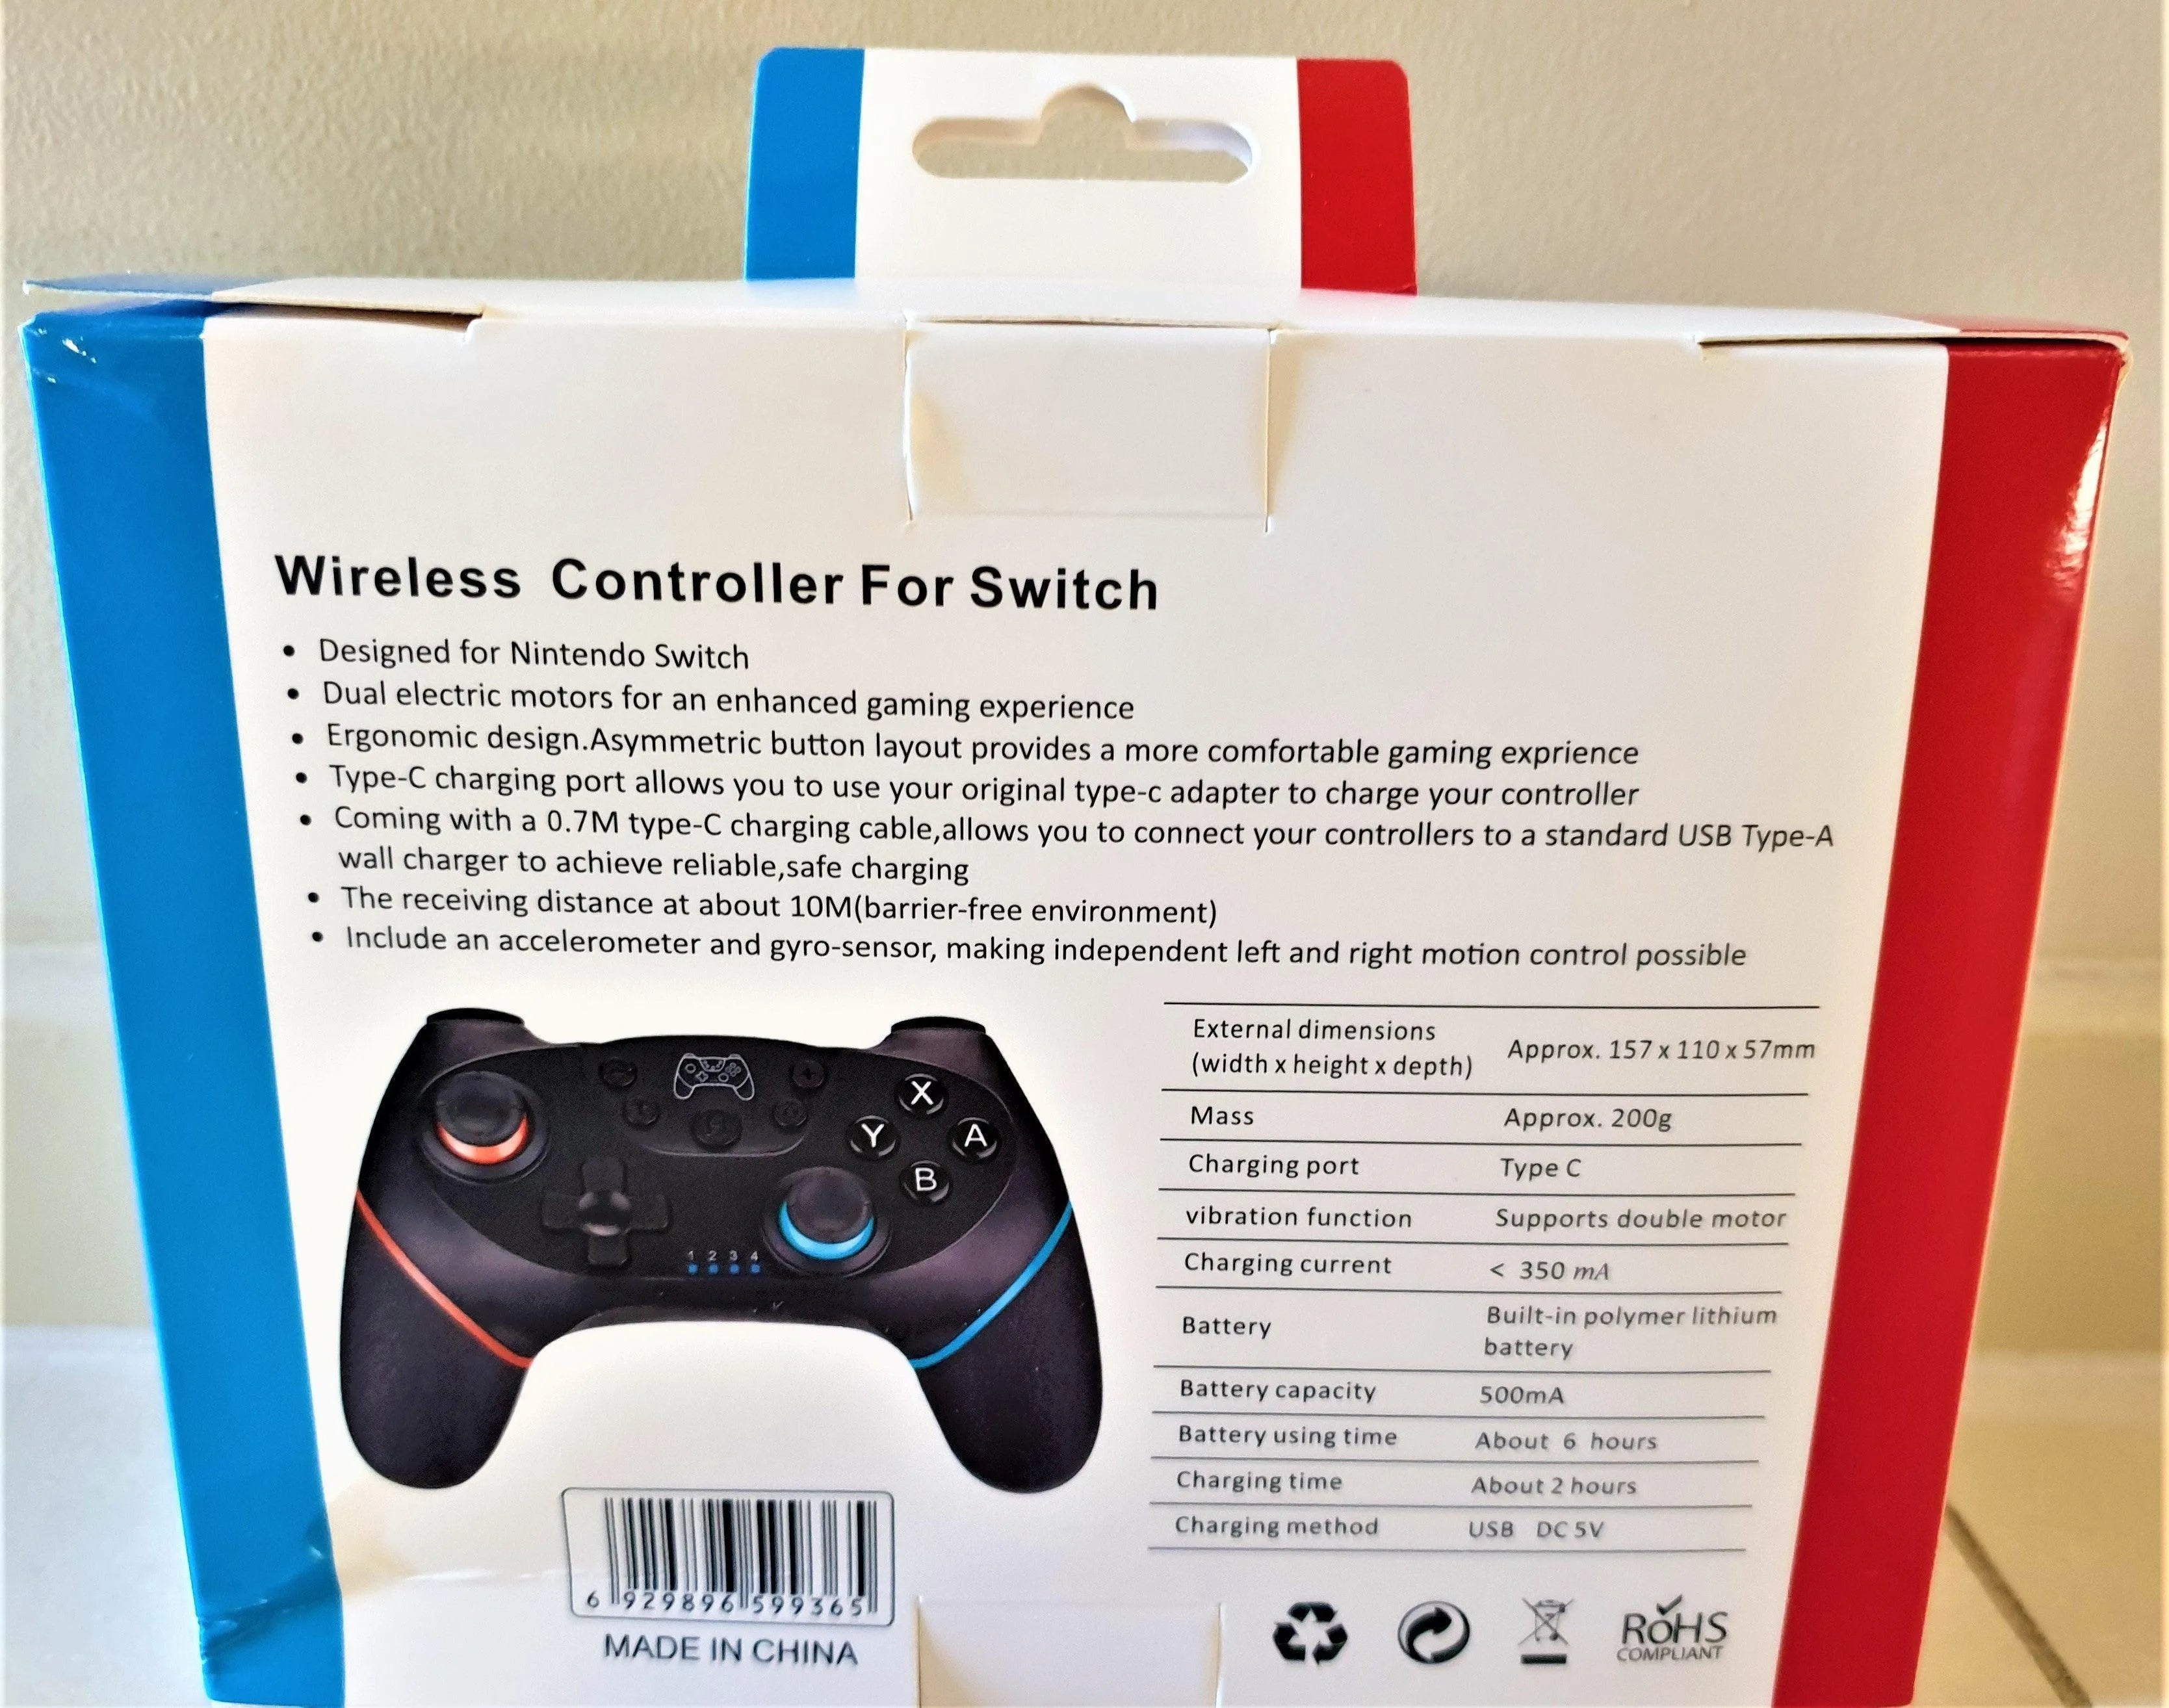 Wireless Controller For Switch
• Designed for Nintendo Switch
• Dual electric motors for an enhanced gaming experience
• Ergonomic design.Asymmetric button layout provides a more comfortable gaming exprience
• Type-C charging port allows you to use your original type-c adapter to charge your controller
• Coming with a 0.7M type-C charging cable,allows you to connect your controllers to a standard USB Type-A
wall charger to achieve reliable,safe charging
• The receiving distance at about 10M(barrier-free environment)
• Include an accelerometer and gyro-sensor, making independent left and right motion control possible
X
Y
A
B
1 2 3 4
External dimensions
(width x height x depth) Approx. 157 x 110 x 57mm
Mass Approx. 200g
Charging port Type C
vibration function Supports double motor
Charging current < 350 mA
Battery Built-in polymer lithium
battery
Battery capacity 500mA
Battery using time About 6 hours
Charging time About 2 hours
Charging method USB DC 5V
6 929896 599365
MADE IN CHINA
RoHS
COMPLIANT